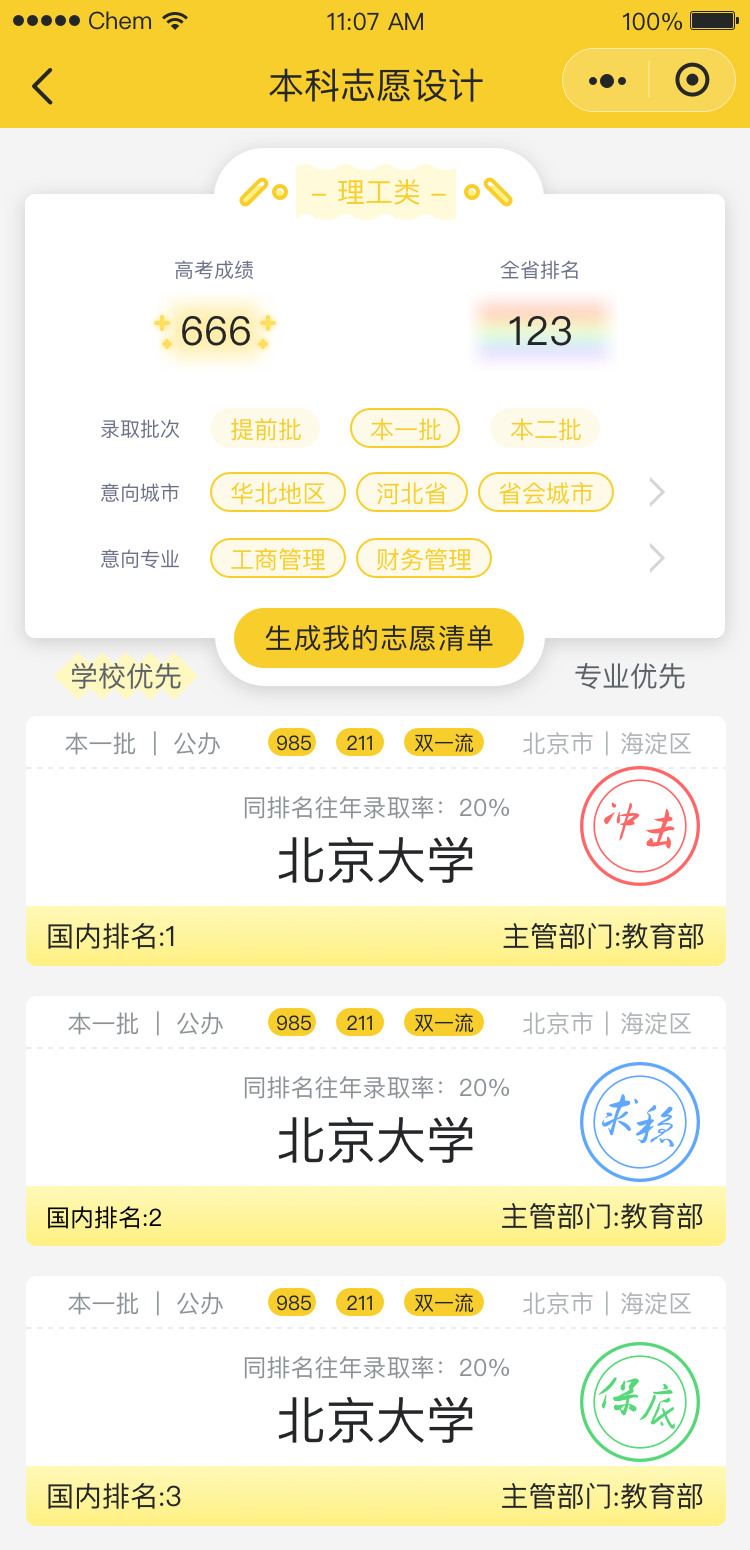 Chem 11:07 AM 100%
本科志愿设计
– 理工类 –
高考成绩 全省排名
666 123
录取批次 提前批 本一批 本二批
意向城市 华北地区 河北省 省会城市
意向专业 工商管理 财务管理
生成我的志愿清单
学校优先 专业优先
本一批 | 公办 985 211 双一流 北京市 | 海淀区
同排名往年录取率：20%
冲击
北京大学
国内排名:1 主管部门:教育部
本一批 | 公办 985 211 双一流 北京市 | 海淀区
同排名往年录取率：20%
求稳
北京大学
国内排名:2 主管部门:教育部
本一批 | 公办 985 211 双一流 北京市 | 海淀区
同排名往年录取率：20%
保底
北京大学
国内排名:3 主管部门:教育部